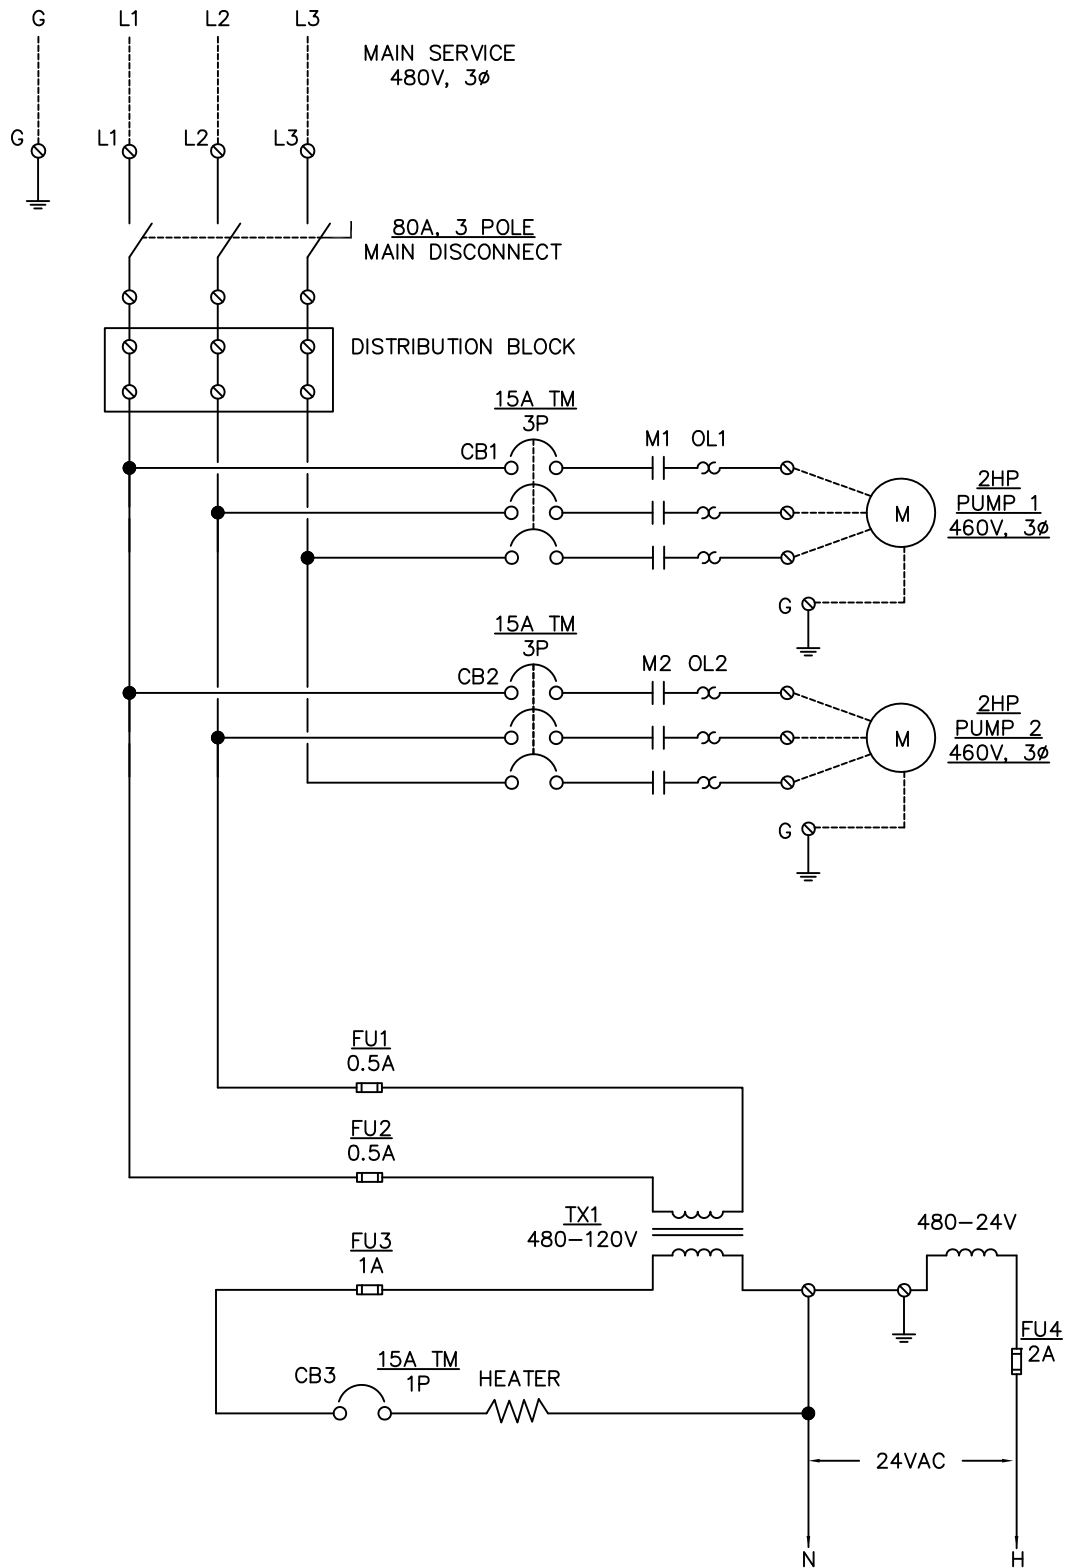 G L1 L2 L3
MAIN SERVICE
480V, 3ø
G L1 L2 L3
80A, 3 POLE
MAIN DISCONNECT
DISTRIBUTION BLOCK
15A TM
3P
CB1 M1 OL1
2HP
PUMP 1
460V, 3ø
M
G
15A TM
3P
CB2 M2 OL2
2HP
PUMP 2
460V, 3ø
M
G
FU1
0.5A
FU2
0.5A
TX1
480-120V
480-24V
FU3
1A
FU4
2A
CB3
15A TM
1P
HEATER
24VAC
N H